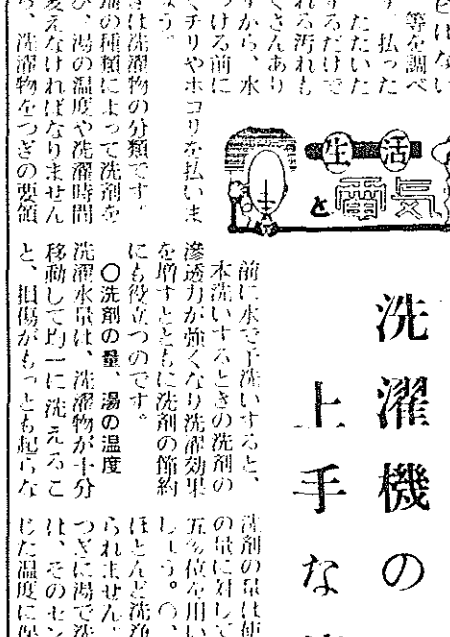 生活
と電気
洗濯機の
上手な
ビはない
等を調べ
す、払った
たたいた
するだけで
れる汚れも
くさんあり
すから、水
つける前に
くチリやホコリを払いま
ょう。
ぎは洗濯物の分類です。
類の種類によって洗剤を
び、湯の温度や洗濯時間
変えなければなりません
ら、洗濯物をつぎの要領
前に水で予洗いすると、
本洗いするときの洗剤の
滲透力が強くなり洗濯効果
を増すとともに洗剤の節約
にも役立つのです。
〇洗剤の量、湯の温度
洗濯水量は、洗濯物が十分
移動して均一に洗えるこ
と、損傷がもっとも起らな
洗剤の量は使
の量に対して
五%位を用い
しょう。〇、
ほとんど洗浄
られません。
つぎに湯で洗
は、そのセン
じた温度に保